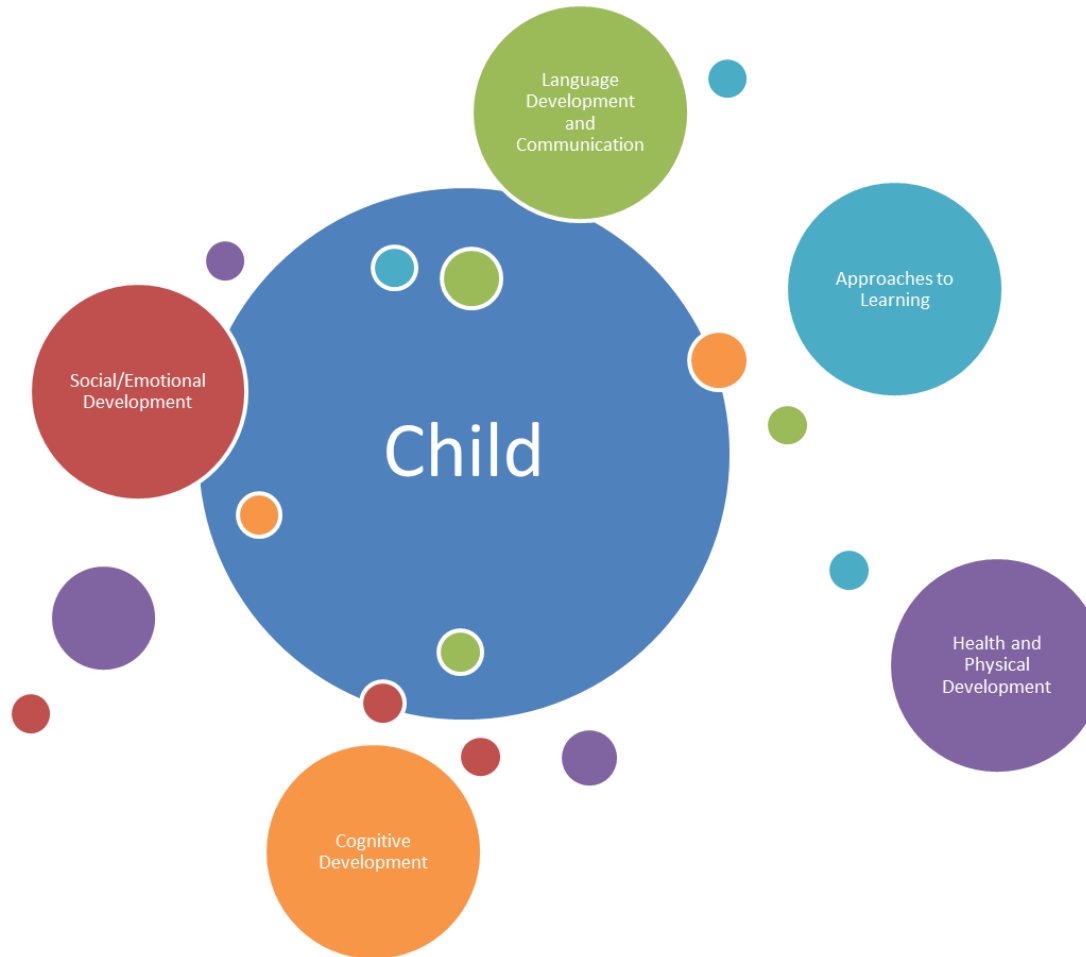 Language
Development
and
Communication
Approaches to
Learning
Social/Emotional
Development
Child
Health and
Physical
Development
Cognitive
Development